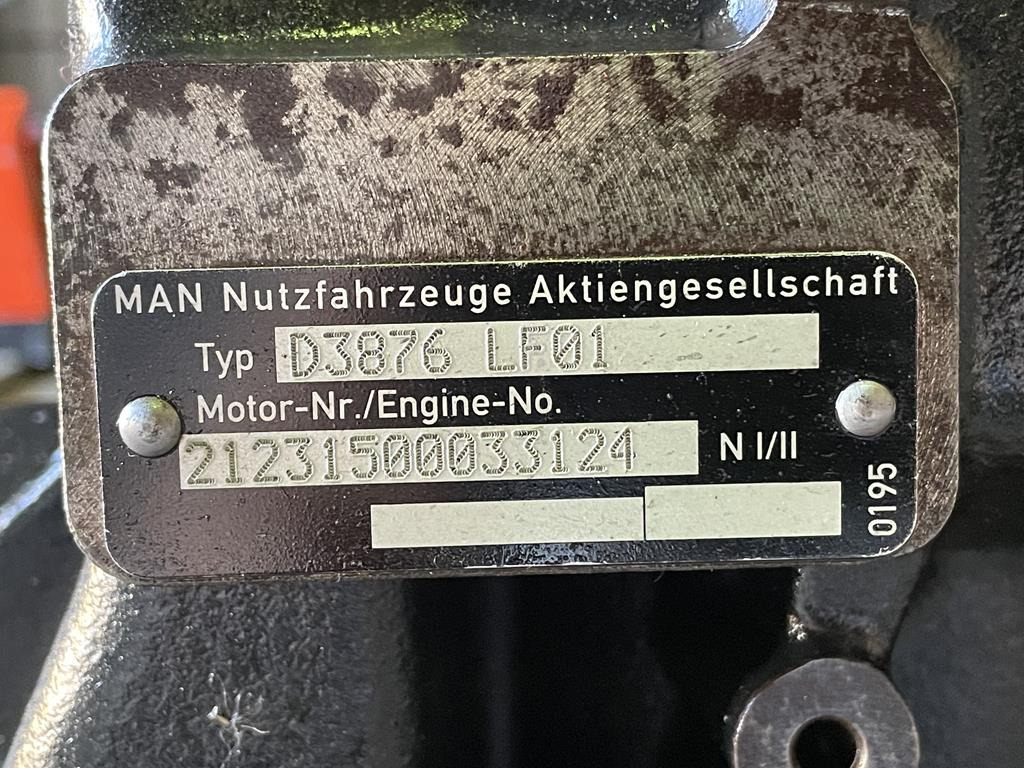 MAN Nutzfahrzeuge Aktiengesellschaft
Typ D3876 LF01
Motor-Nr./Engine-No.
21231500033124 N I/II
0195